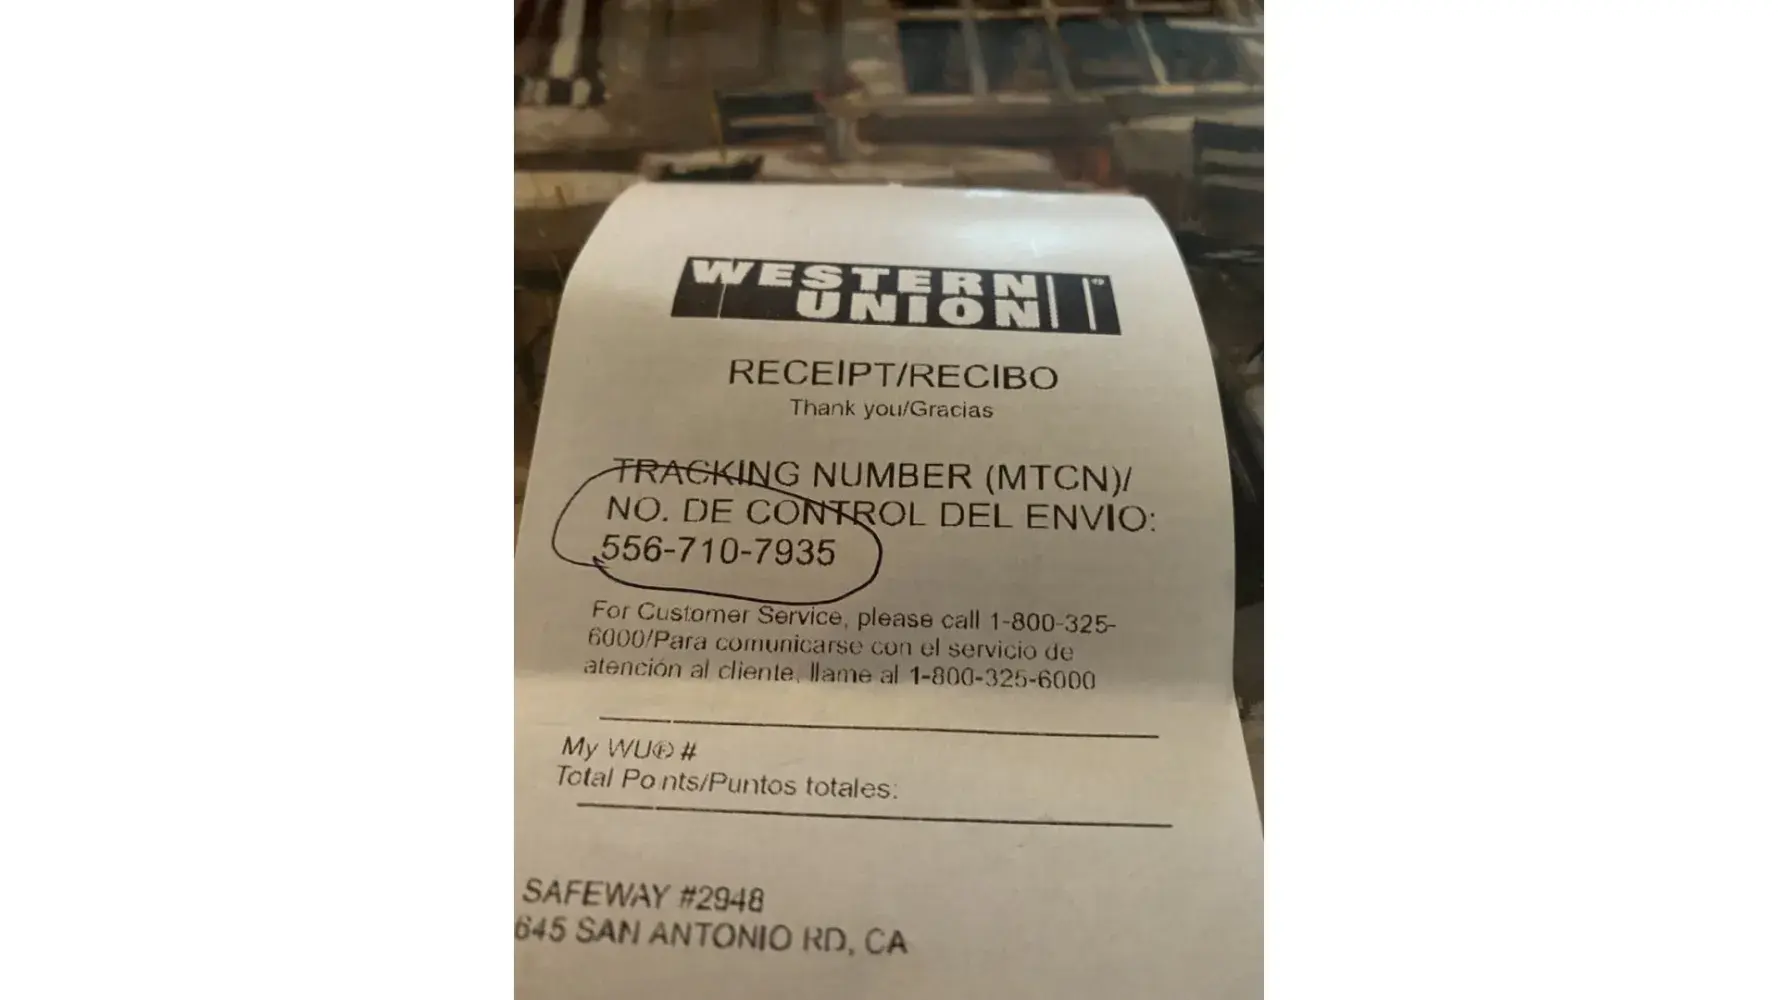 WESTERN
UNION
RECEIPT/RECIBO
Thank you/Gracias
TRACKING NUMBER (MTCN)/
NO. DE CONTROL DEL ENVIO:
556-710-7935
For Customer Service, please call 1-800-325-
6000/Para comunicarse con el servicio de
atención al cliente, llame al 1-800-325-6000
My WU® #
Total Points/Puntos totales:
SAFEWAY #2948
645 SAN ANTONIO RD, CA